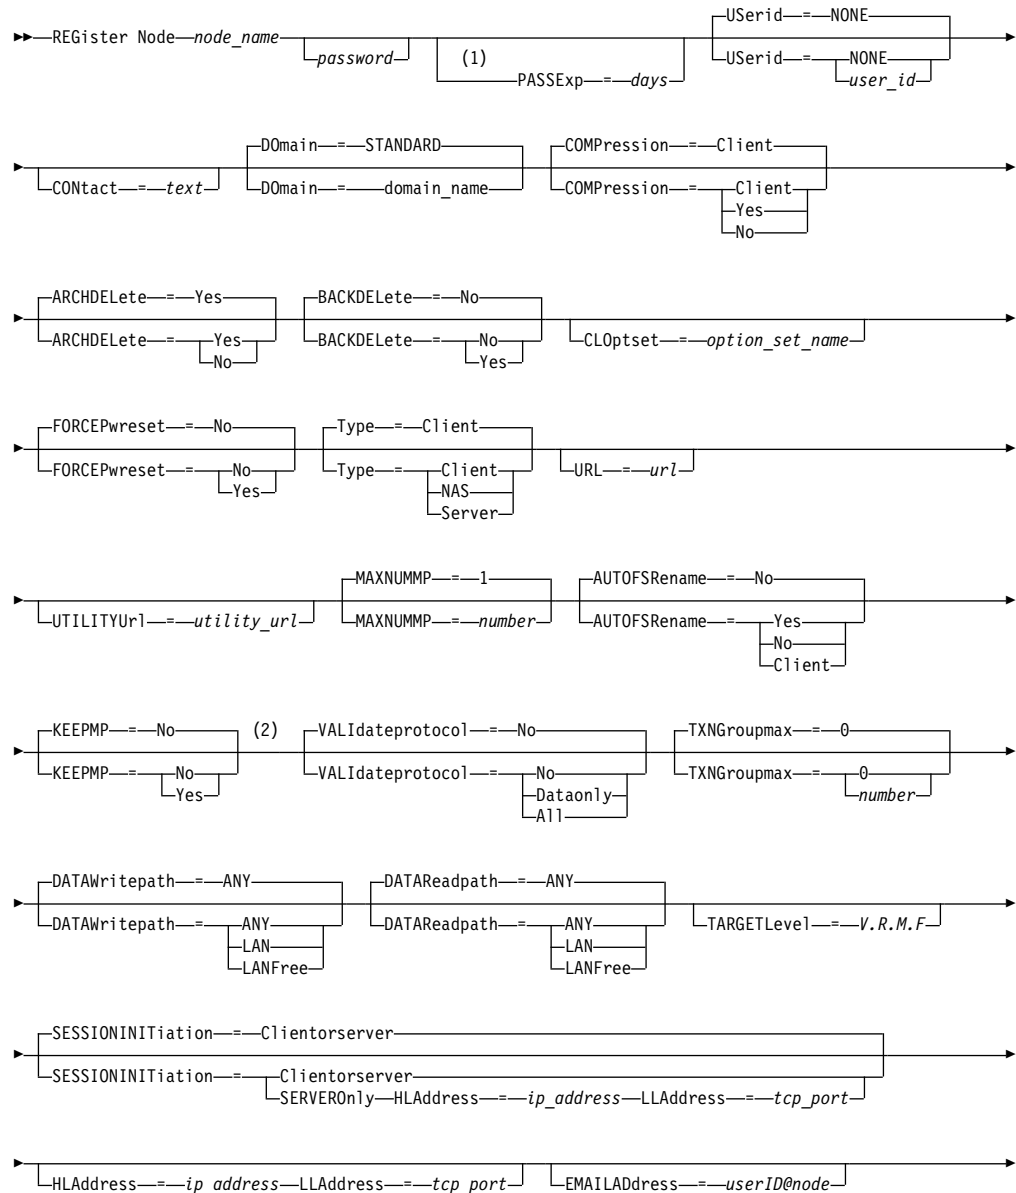 USerid = NONE
REGister Node node_name password (1) PASSExp = days USerid = NONE user_id
DOmain = STANDARD COMPression = Client
CONtact = text DOmain = domain_name COMPression = Client
Yes
No
ARCHDELete = Yes BACKDELete = No
ARCHDELete = Yes BACKDELete = No CLOptset = option_set_name
No Yes
FORCEPwreset = No Type = Client
FORCEPwreset = No Type = Client URL = url
Yes NAS
Server
MAXNUMMP = 1 AUTOFSRename = No
UTILITYUrl = utility_url MAXNUMMP = number AUTOFSRename = Yes
No
Client
KEEPMP = No (2) VALIdateprotocol = No TXNGroupmax = 0
KEEPMP = No VALIdateprotocol = No TXNGroupmax = 0
Yes Dataonly number
All
DATAWritepath = ANY DATAReadpath = ANY
DATAWritepath = ANY DATAReadpath = ANY TARGETLevel = V.R.M.F
LAN LAN
LANFree LANFree
SESSIONINITiation = Clientorserver
SESSIONINITiation = Clientorserver
SERVEROnly HLAddress = ip_address LLAddress = tcp_port
HLAddress = ip_address LLAddress = tcp_port EMAILADdress = userID@node